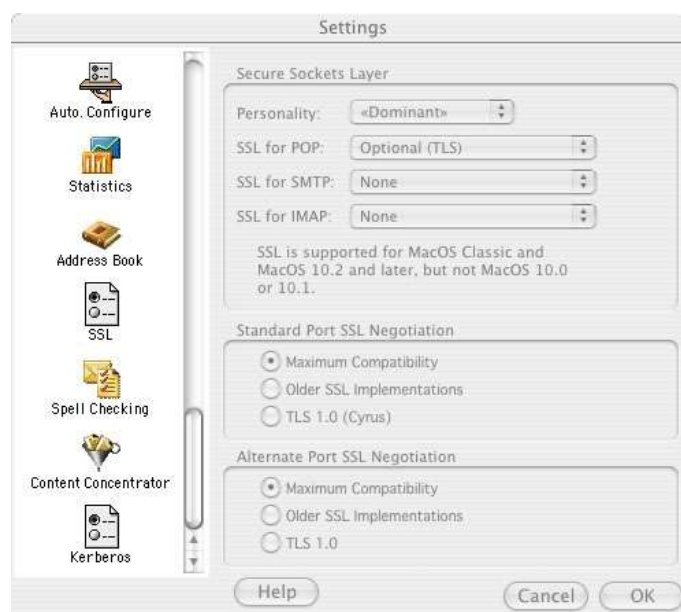 Settings
Auto. Configure
Statistics
Address Book
SSL
Spell Checking
Content Concentrator
Kerberos
Secure Sockets Layer
Personality: «Dominant»
SSL for POP: Optional (TLS)
SSL for SMTP: None
SSL for IMAP: None
SSL is supported for MacOS Classic and
MacOS 10.2 and later, but not MacOS 10.0
or 10.1.
Standard Port SSL Negotiation
Maximum Compatibility
Older SSL Implementations
TLS 1.0 (Cyrus)
Alternate Port SSL Negotiation
Maximum Compatibility
Older SSL Implementations
TLS 1.0
Help Cancel OK